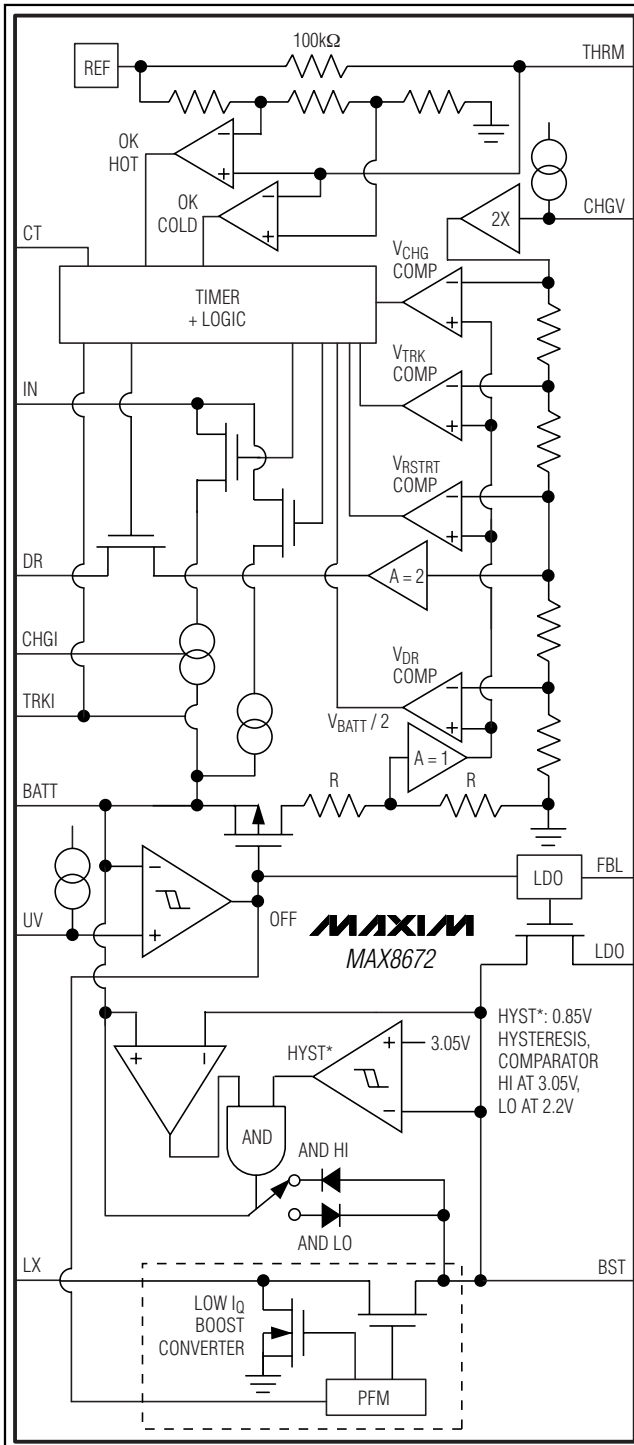 100kΩ
REF
THRM
OK
HOT
OK
COLD
2X
CHGV
CT
TIMER
+ LOGIC
VCHG
COMP
IN
VTRK
COMP
VRSTRT
COMP
DR
A = 2
CHGI
VDR
COMP
TRKI
VBATT / 2
A = 1
BATT
R
R
LDO
FBL
OFF
UV
MAXIM
MAX8672
LDO
HYST*
3.05V
HYST*: 0.85V
HYSTERESIS,
COMPARATOR
HI AT 3.05V,
LO AT 2.2V
AND
AND HI
AND LO
LX
BST
LOW IQ
BOOST
CONVERTER
PFM